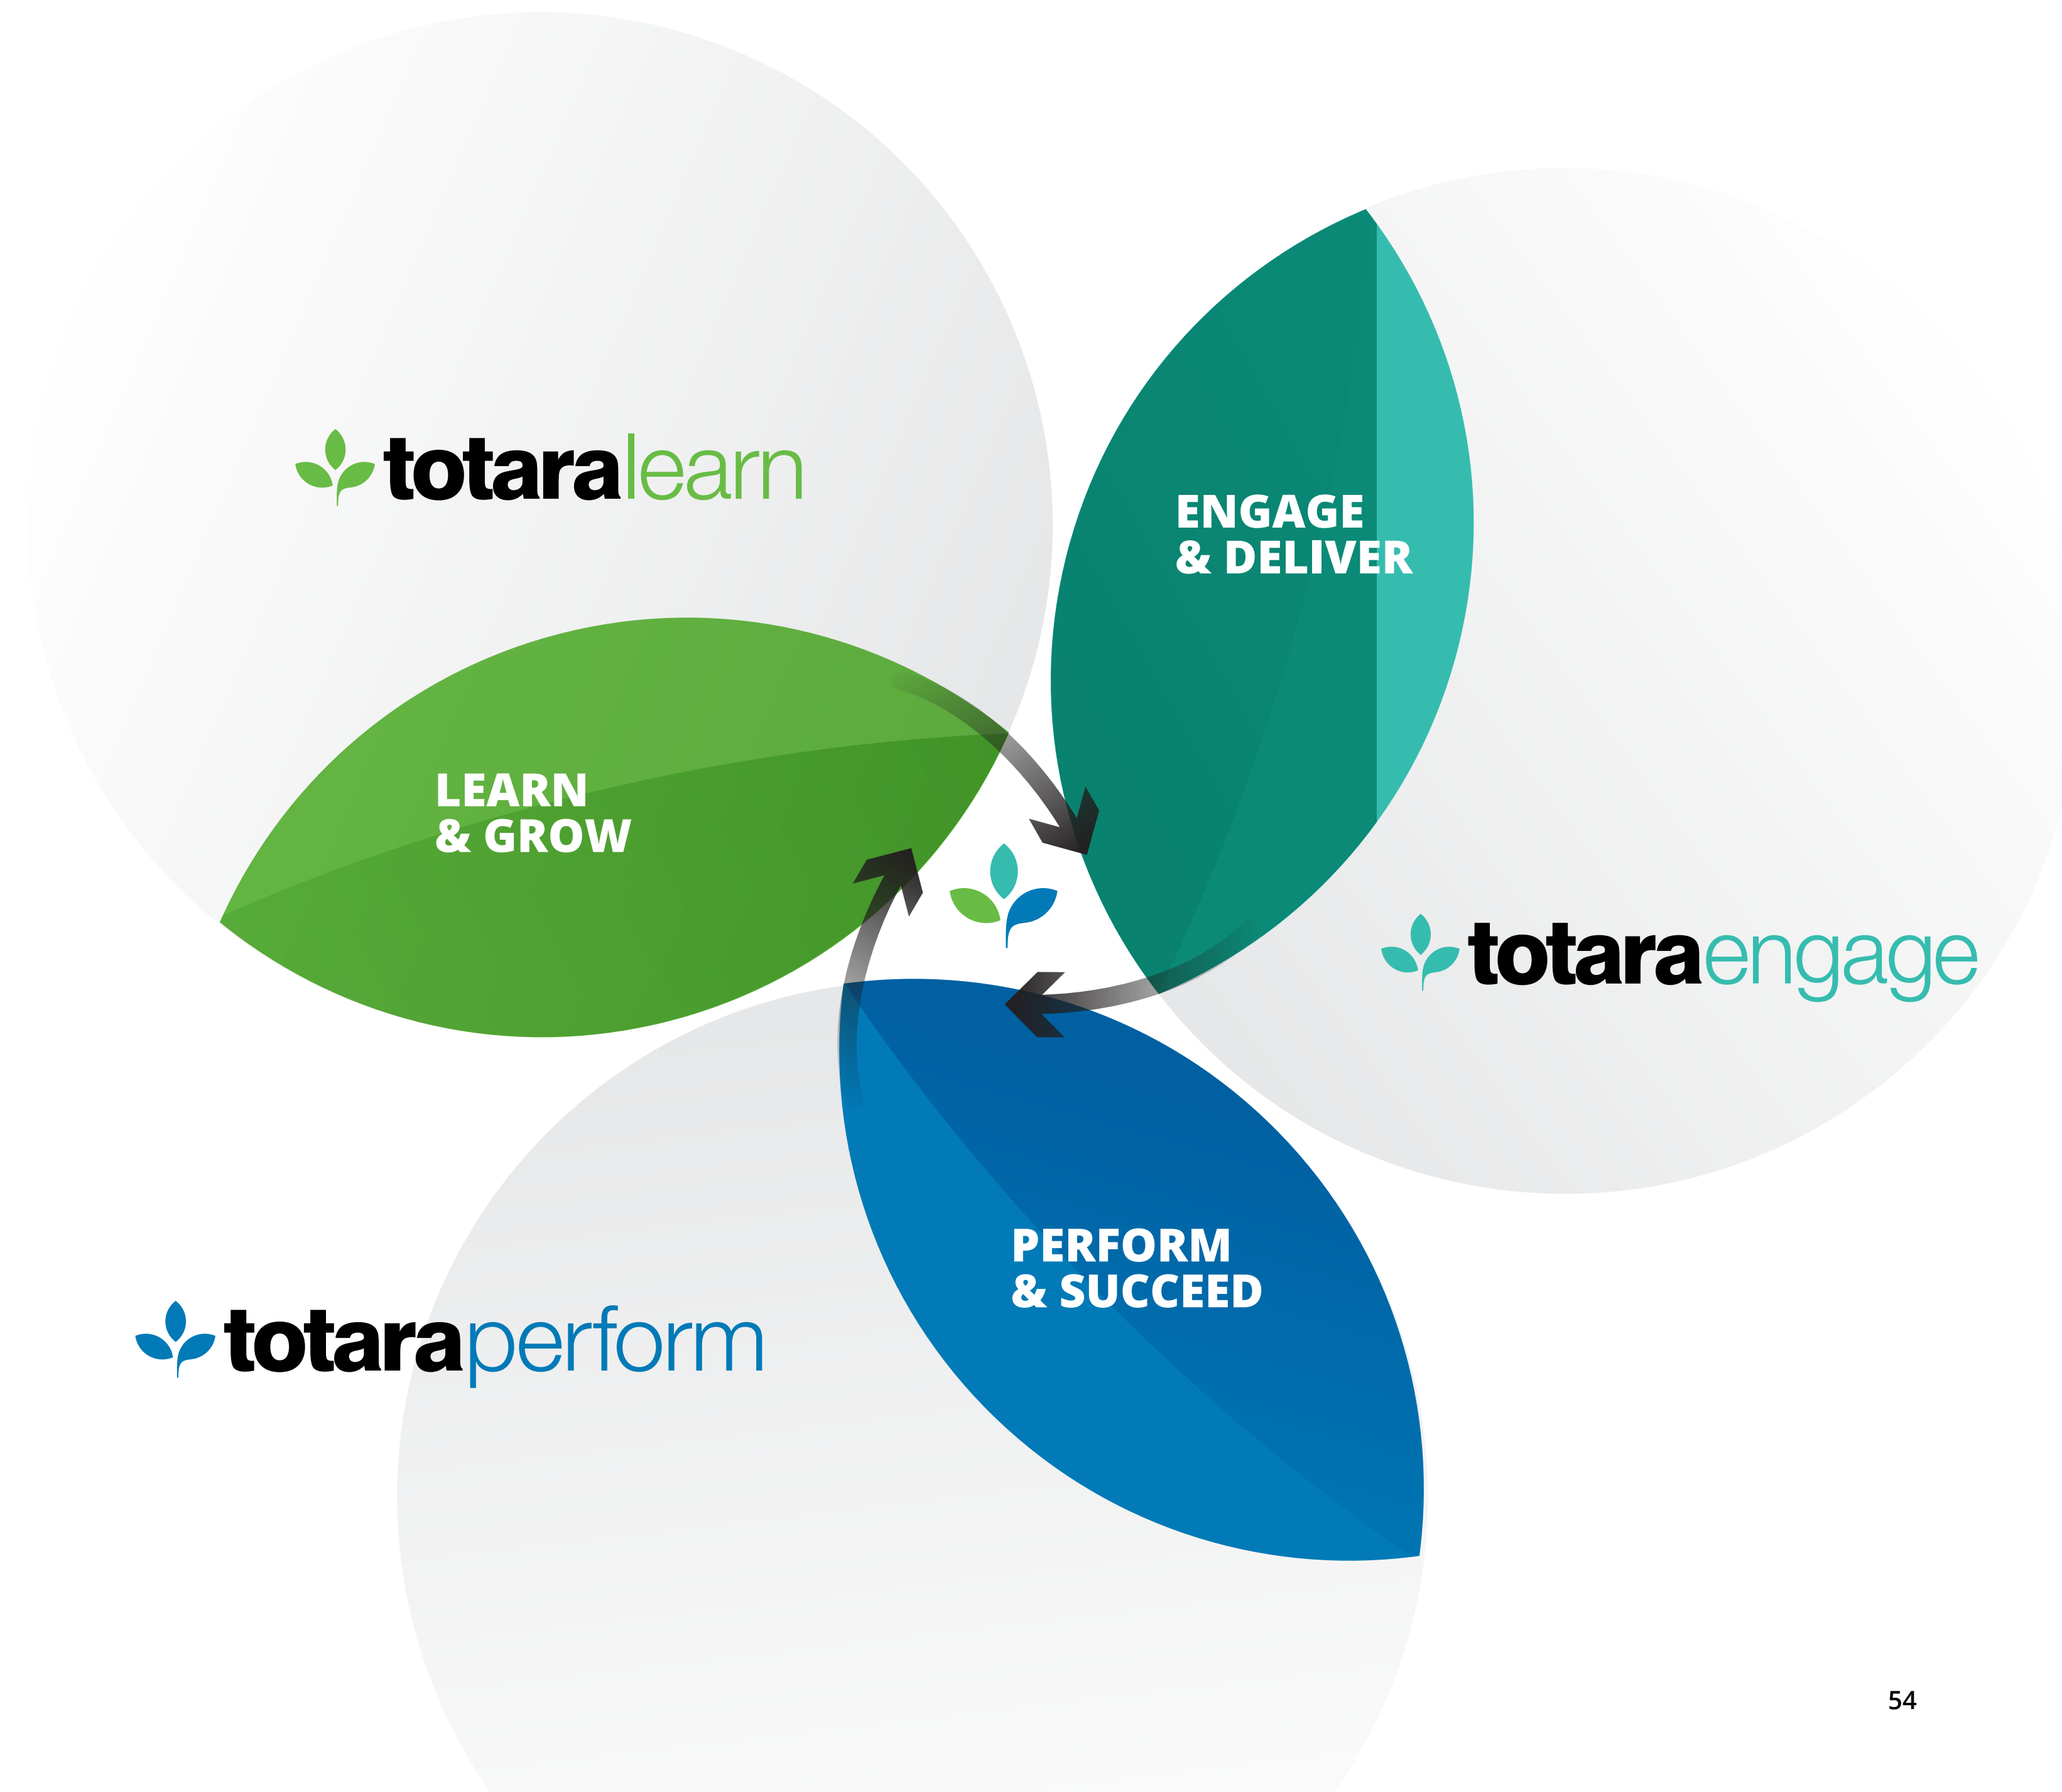 totaralearn
ENGAGE
& DELIVER
LEARN
& GROW
totaraengage
PERFORM
& SUCCEED
totaraperform
54